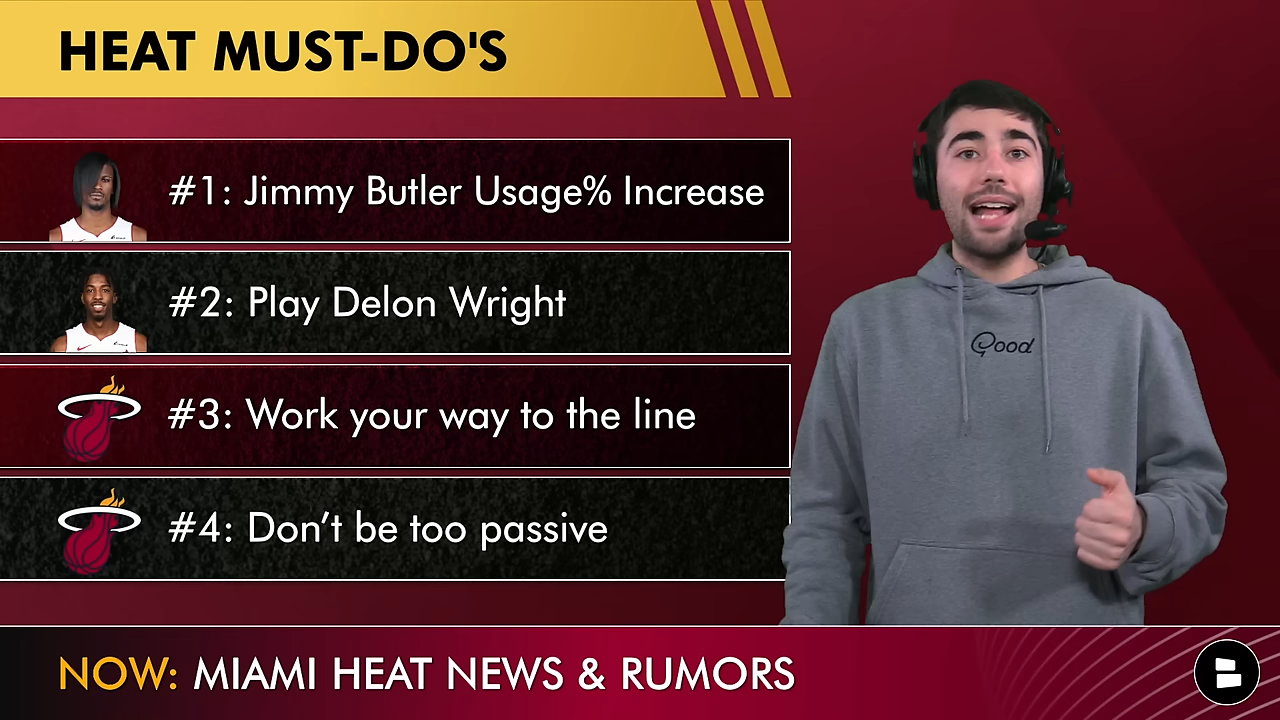 HEAT MUST-DO'S
#1: Jimmy Butler Usage% Increase
#2: Play Delon Wright
#3: Work your way to the line
#4: Don’t be too passive
Good
NOW: MIAMI HEAT NEWS & RUMORS